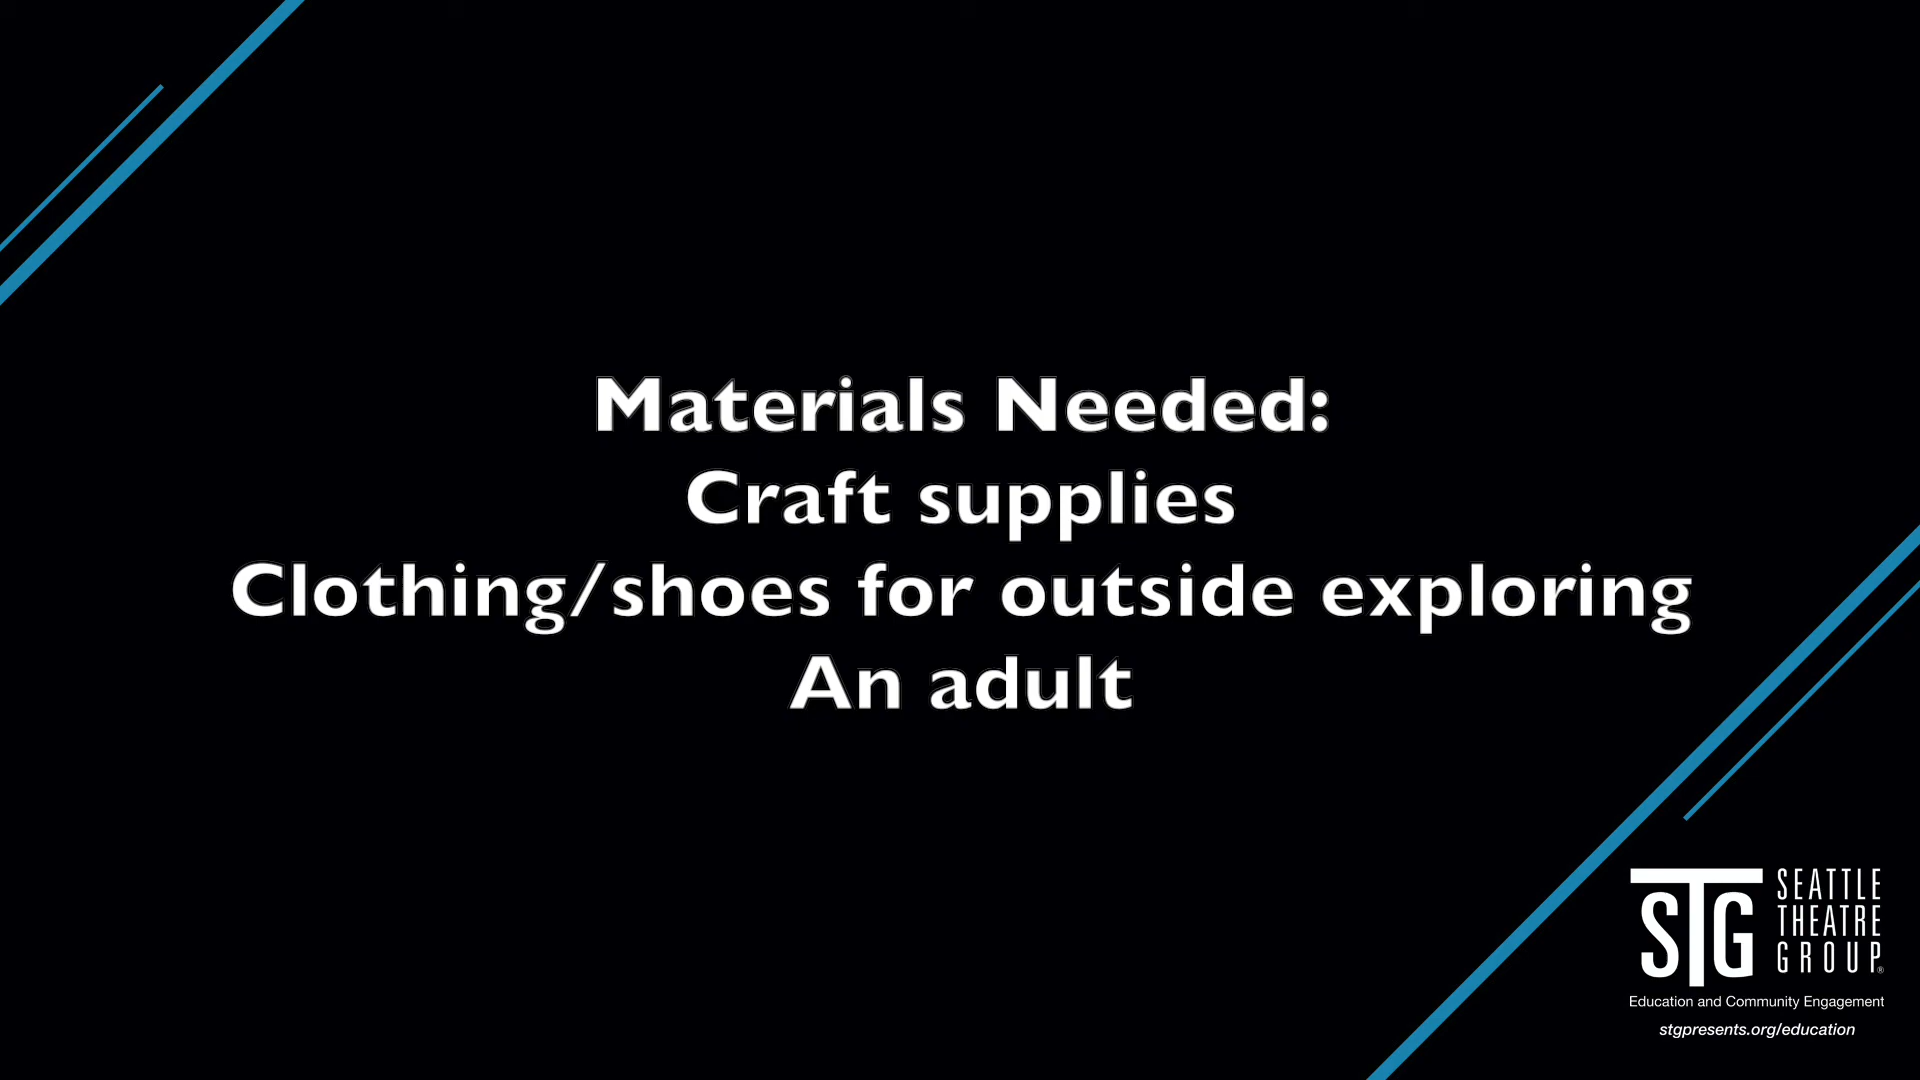 Materials Needed:
Craft supplies
Clothing/shoes for outside exploring
An adult
STG
SEATTLE
THEATRE
GROUP®
Education and Community Engagement
stgpresents.org/education